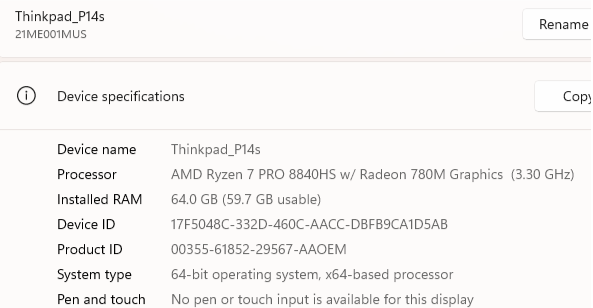 Thinkpad_P14s
21ME001MUS
Rename
Device specifications
Copy
Device name Thinkpad_P14s
Processor AMD Ryzen 7 PRO 8840HS w/ Radeon 780M Graphics (3.30 GHz)
Installed RAM 64.0 GB (59.7 GB usable)
Device ID 17F5048C-332D-460C-AACC-DBFB9CA1D5AB
Product ID 00355-61852-29567-AAOEM
System type 64-bit operating system, x64-based processor
Pen and touch No pen or touch input is available for this display